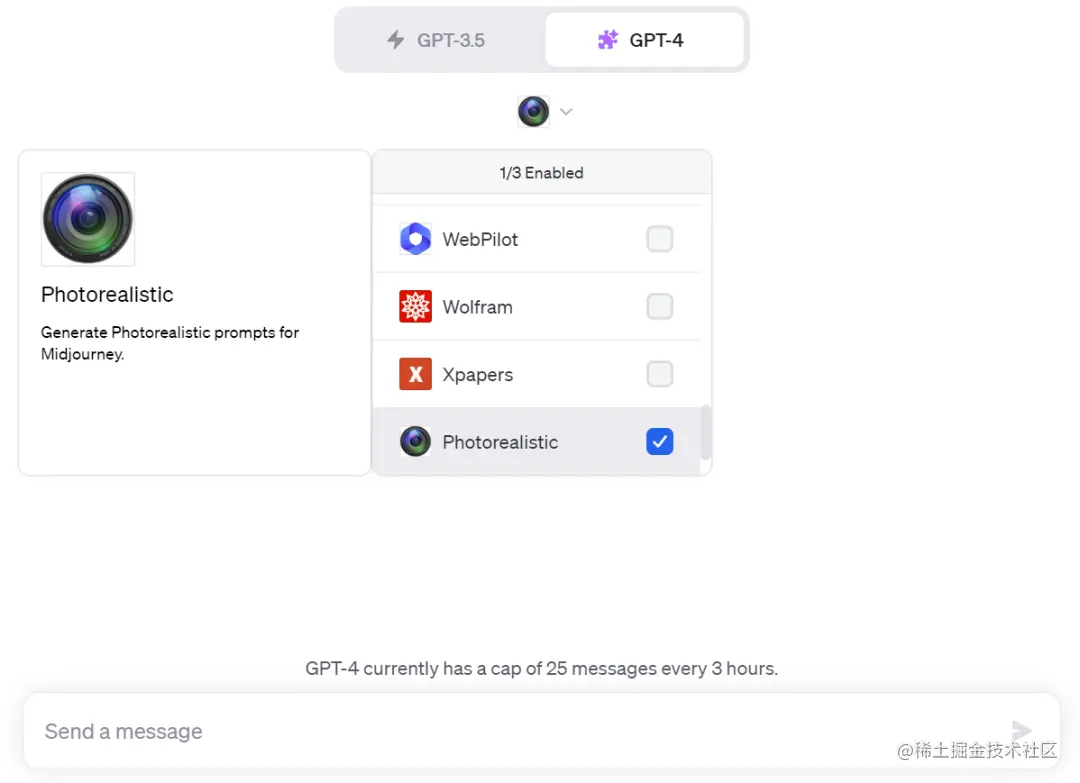 GPT-3.5
GPT-4
Photorealistic
Generate Photorealistic prompts for
Midjourney.
1/3 Enabled
WebPilot
Wolfram
X
Xpapers
Photorealistic
GPT-4 currently has a cap of 25 messages every 3 hours.
Send a message
@稀土掘金技术社区